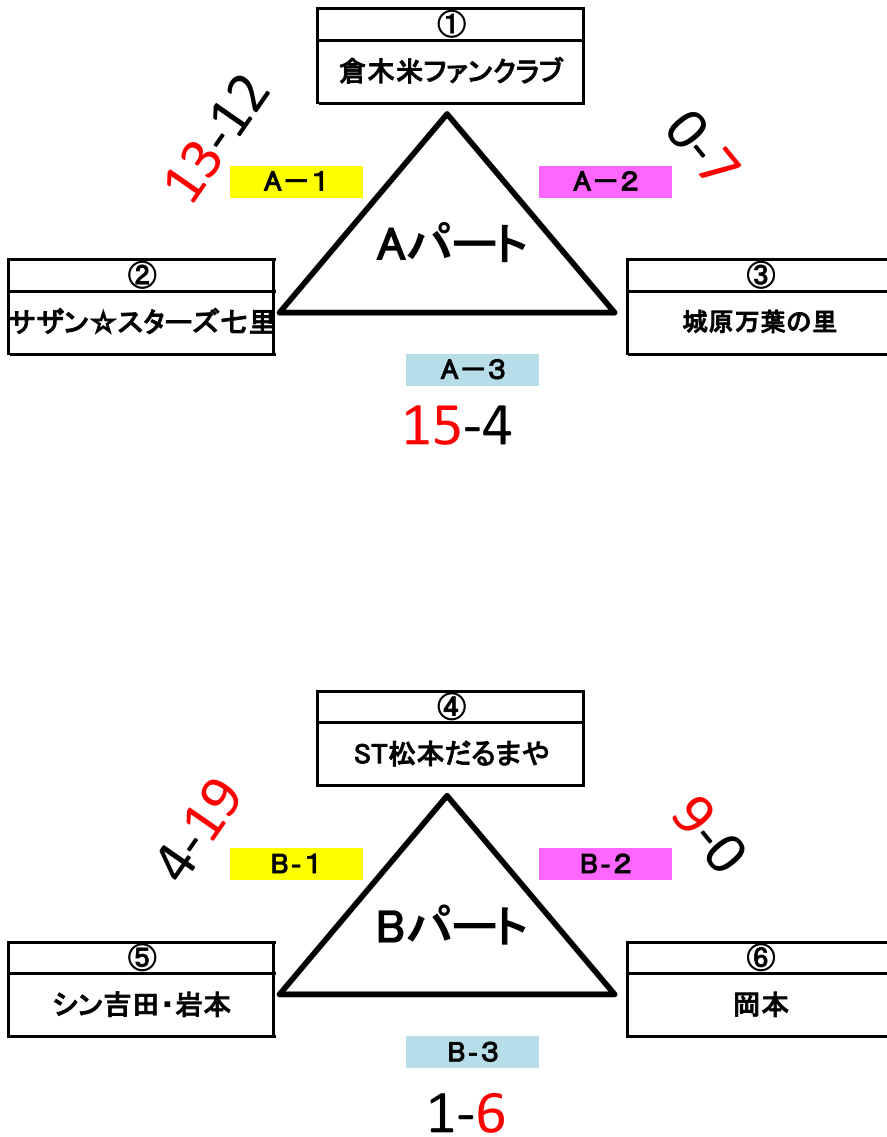 ①
倉木米ファンクラブ
13-12
0-7
A－1
A－2
Aパート
②
サザン☆スターズ七里
③
城原万葉の里
A－3
15-4
④
ST松本だるまや
4-19
9-0
B-1
B-2
Bパート
⑤
シン吉田・岩本
⑥
岡本
B-3
1-6